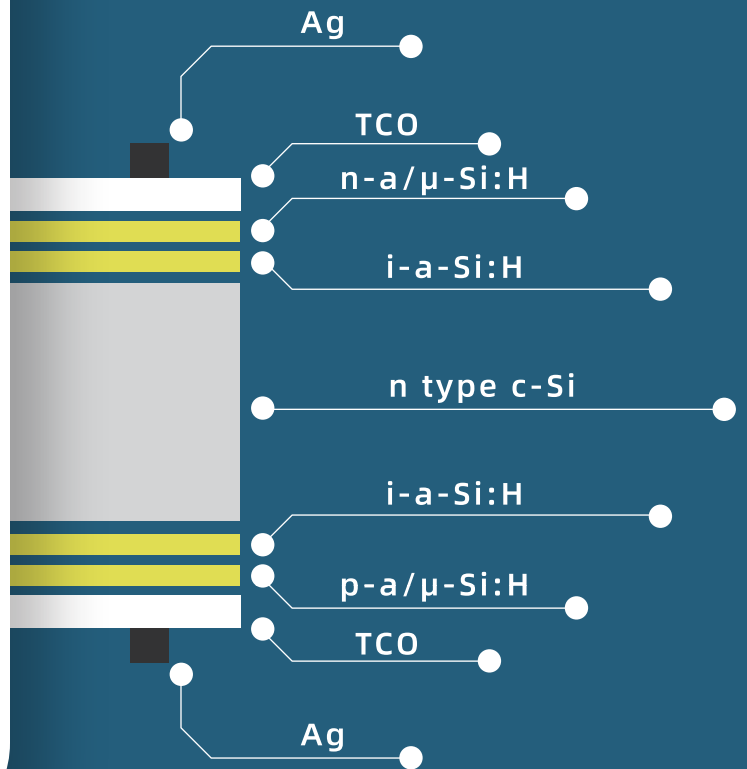 Ag
TCO
n-a/μ-Si:H
i-a-Si:H
n type c-Si
i-a-Si:H
p-a/μ-Si:H
TCO
Ag